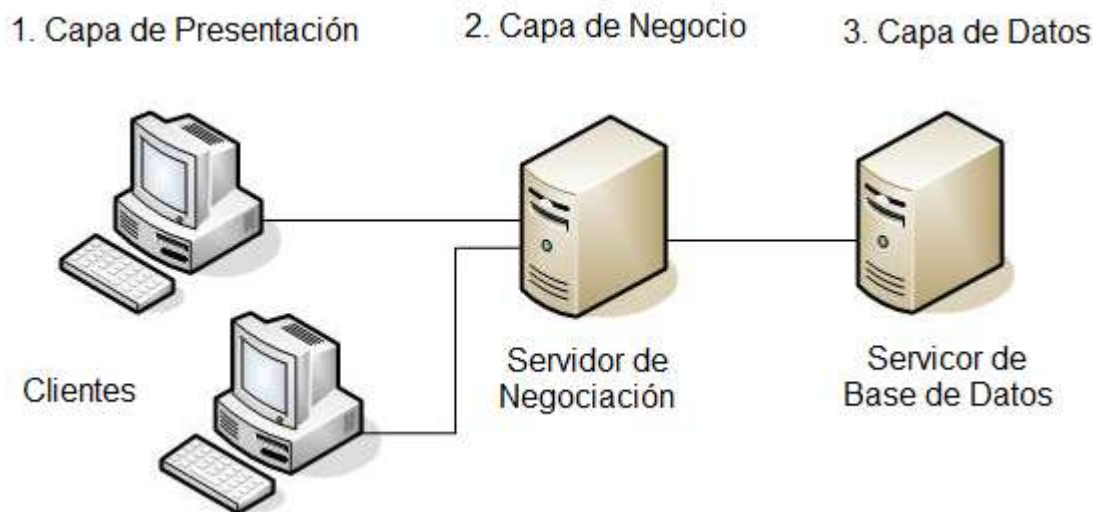 1. Capa de Presentación
2. Capa de Negocio
3. Capa de Datos
Clientes
Servidor de
Negociación
Servicor de
Base de Datos